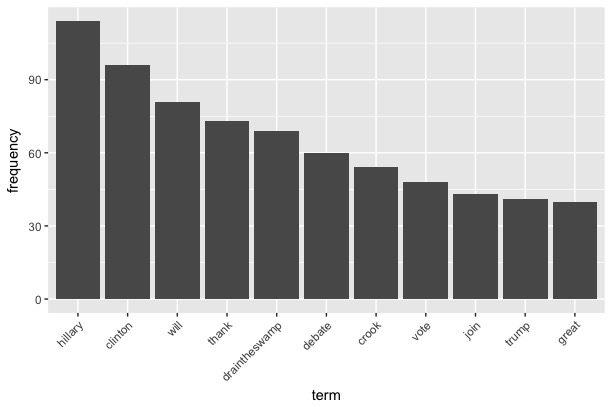 frequency
90
60
30
0
hillary
clinton
will
thank
draintheswamp
debate
crook
vote
join
trump
great
term